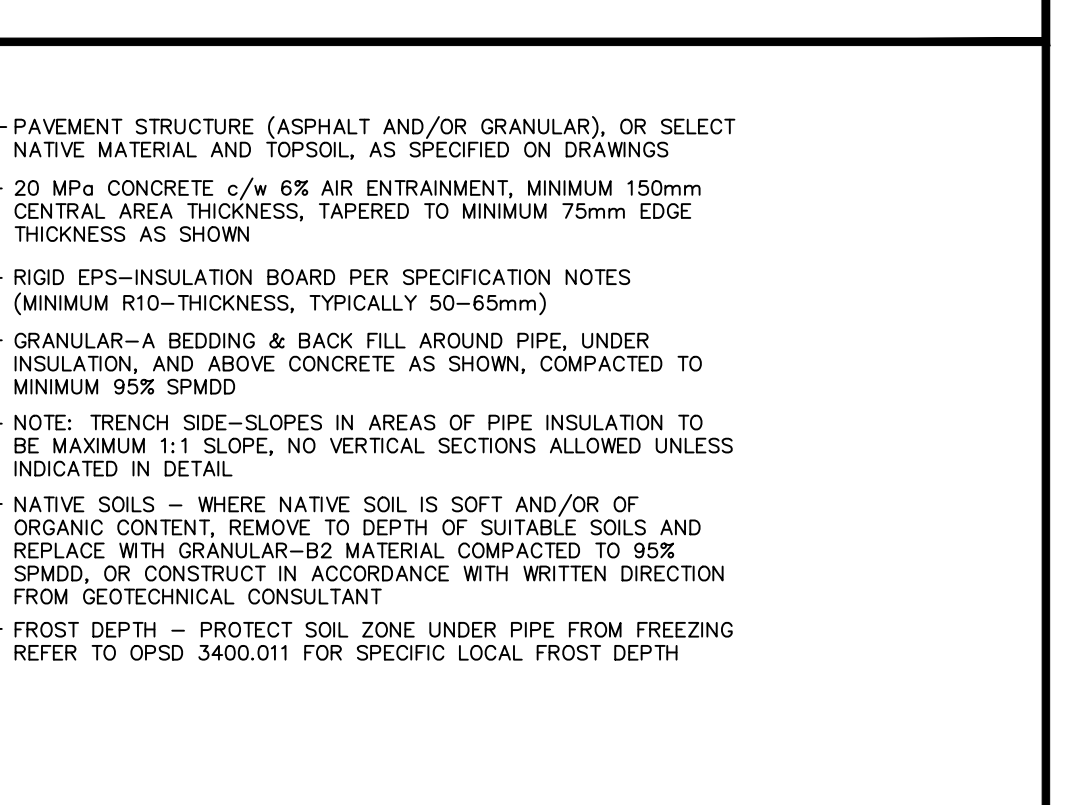 PAVEMENT STRUCTURE (ASPHALT AND/OR GRANULAR), OR SELECT
NATIVE MATERIAL AND TOPSOIL, AS SPECIFIED ON DRAWINGS
20 MPa CONCRETE c/w 6% AIR ENTRAINMENT, MINIMUM 150mm
CENTRAL AREA THICKNESS, TAPERED TO MINIMUM 75mm EDGE
THICKNESS AS SHOWN
RIGID EPS-INSULATION BOARD PER SPECIFICATION NOTES
(MINIMUM R10-THICKNESS, TYPICALLY 50-65mm)
GRANULAR-A BEDDING & BACK FILL AROUND PIPE, UNDER
INSULATION, AND ABOVE CONCRETE AS SHOWN, COMPACTED TO
MINIMUM 95% SPMDD
NOTE: TRENCH SIDE-SLOPES IN AREAS OF PIPE INSULATION TO
BE MAXIMUM 1:1 SLOPE, NO VERTICAL SECTIONS ALLOWED UNLESS
INDICATED IN DETAIL
NATIVE SOILS - WHERE NATIVE SOIL IS SOFT AND/OR OF
ORGANIC CONTENT, REMOVE TO DEPTH OF SUITABLE SOILS AND
REPLACE WITH GRANULAR-B2 MATERIAL COMPACTED TO 95%
SPMDD, OR CONSTRUCT IN ACCORDANCE WITH WRITTEN DIRECTION
FROM GEOTECHNICAL CONSULTANT
FROST DEPTH - PROTECT SOIL ZONE UNDER PIPE FROM FREEZING
REFER TO OPSD 3400.011 FOR SPECIFIC LOCAL FROST DEPTH